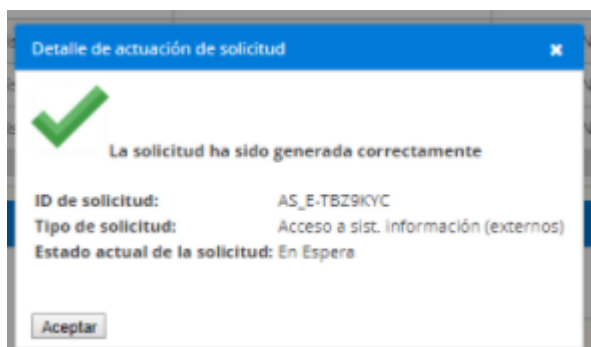 Detalle de actuación de solicitud
La solicitud ha sido generada correctamente
ID de solicitud: AS_E-TBZ9KYC
Tipo de solicitud: Acceso a sist. información (externos)
Estado actual de la solicitud: En Espera
Aceptar